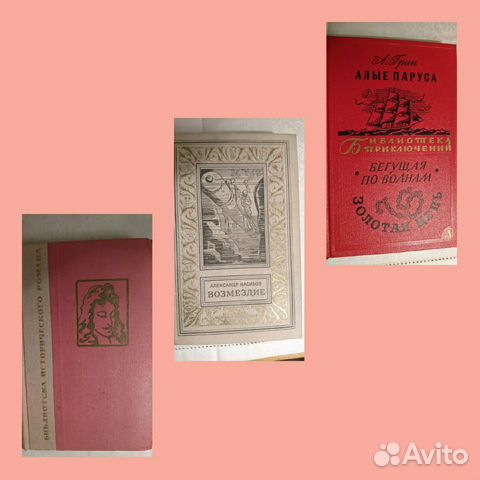 А. Грин
АЛЫЕ ПАРУСА
БИБЛИОТЕКА
ПРИКЛЮЧЕНИЙ
БЕГУЩАЯ
ПО ВОЛНАМ
ЗОЛОТАЯ ЦЕПЬ
АЛЕКСАНДР НАСИБОВ
ВОЗМЕЗДИЕ
БИБЛИОТЕКА ИСТОРИЧЕСКОГО РОМАНА
Avito